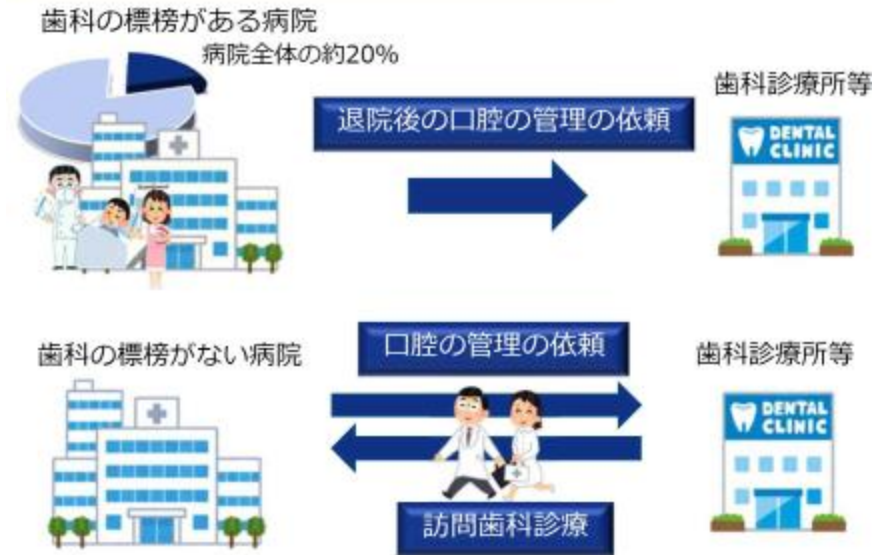 歯科の標榜がある病院
病院全体の約20%
歯科診療所等
退院後の口腔の管理の依頼
DENTAL
CLINIC
歯科の標榜がない病院
口腔の管理の依頼
歯科診療所等
DENTAL
CLINIC
訪問歯科診療